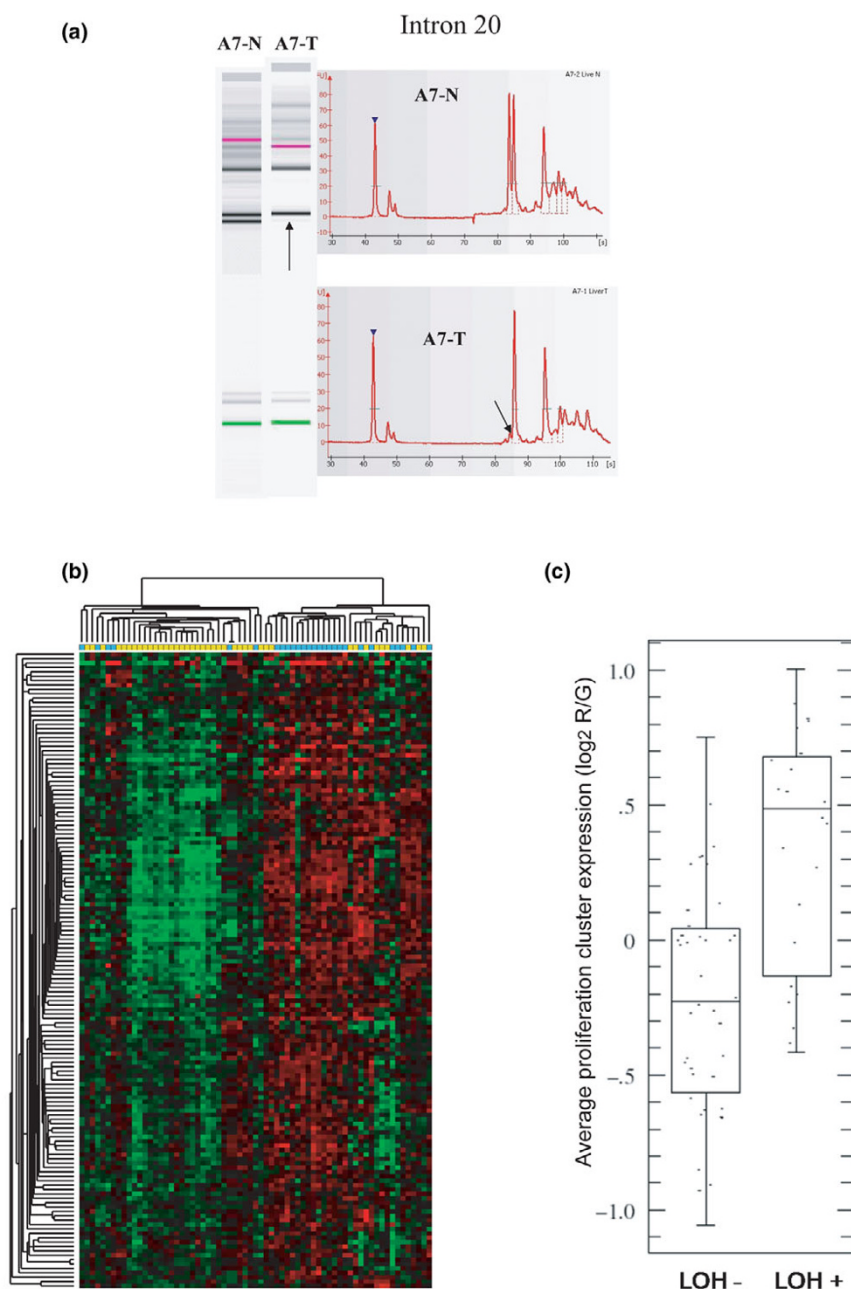 (a)
Intron 20
A7-N A7-T
A7-N
A7-2 Live N
80
70
60
50
40
30
20
10
0
-10
30 40 50 60 70 80 90 100 [s]
A7-T
A7-1 LiverT
80
70
60
50
40
30
20
10
0
30 40 50 60 70 80 90 100 110 [s]
(b)
(c)
Average proliferation cluster expression (log2 R/G)
1.0
.5
0
-.5
-1.0
LOH - LOH +